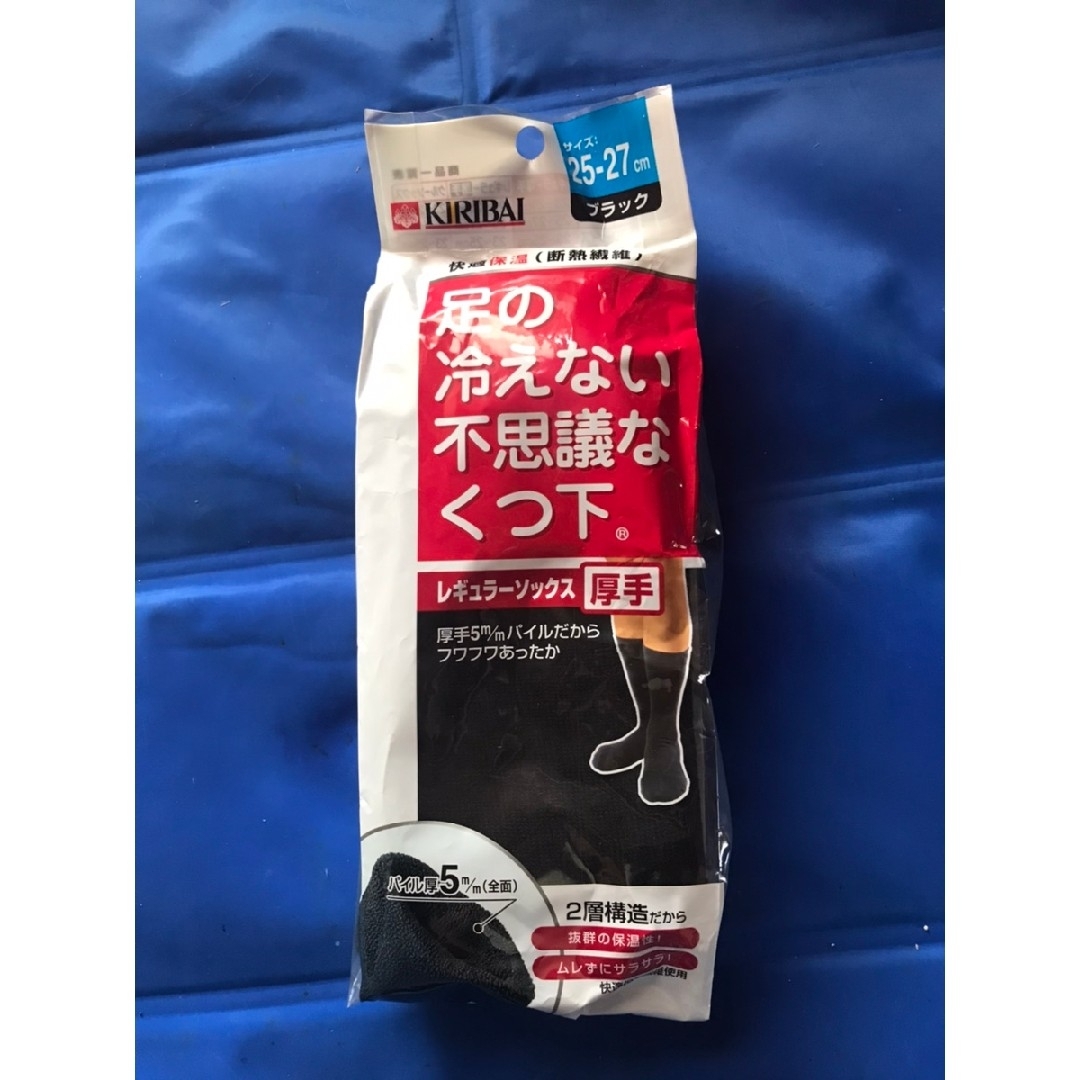 サイズ:
25-27cm
ブラック
KIRIBAI
快適保温(断熱繊維)
足の
冷えない
不思議な
くつ下®
レギュラーソックス 厚手
厚手5m/mパイルだから
フワフワあったか
パイル厚5m/m(全面)
2層構造だから
抜群の保温性!
ムレずにサラサラ!
使用